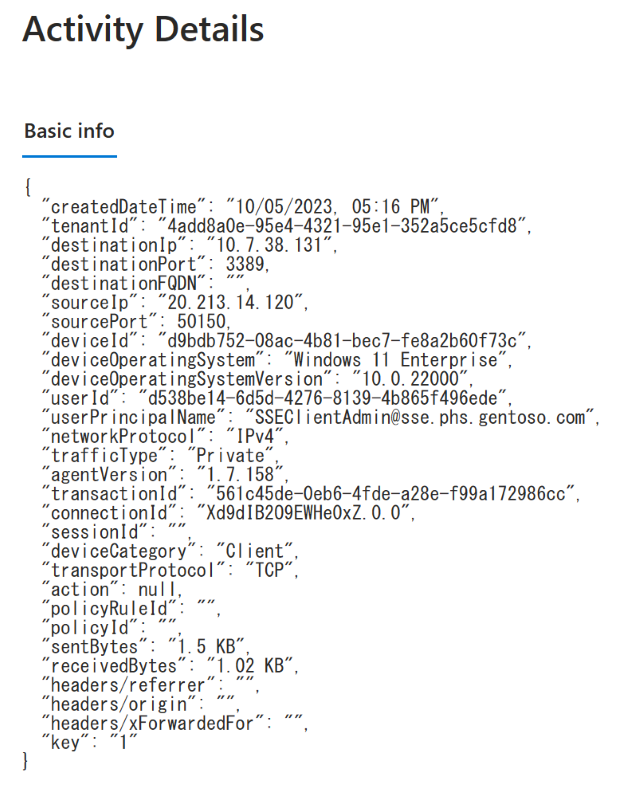 Activity Details
Basic info
{
"createdDateTime": "10/05/2023, 05:16 PM",
"tenantId": "4add8a0e-95e4-4321-95e1-352a5ce5cfd8",
"destinationIp": "10.7.38.131",
"destinationPort": 3389,
"destinationFQDN": "",
"sourceIp": "20.213.14.120",
"sourcePort": 50150,
"deviceId": "d9bdb752-08ac-4b81-bec7-fe8a2b60f73c",
"deviceOperatingSystem": "Windows 11 Enterprise",
"deviceOperatingSystemVersion": "10.0.22000",
"userId": "d538be14-6d5d-4276-8139-4b865f496ede",
"userPrincipalName": "SSEClientAdmin@sse.phs.gentoso.com",
"networkProtocol": "IPv4",
"trafficType": "Private",
"agentVersion": "1.7.158",
"transactionId": "561c45de-0eb6-4fde-a28e-f99a172986cc",
"connectionId": "Xd9dIB2O9EWHeOxZ.0.0",
"sessionId": "",
"deviceCategory": "Client",
"transportProtocol": "TCP",
"action": null,
"policyRuleId": "",
"policyId": "",
"sentBytes": "1.5 KB",
"receivedBytes": "1.02 KB",
"headers/referrer": "",
"headers/origin": "",
"headers/xForwardedFor": "",
"key": "1"
}